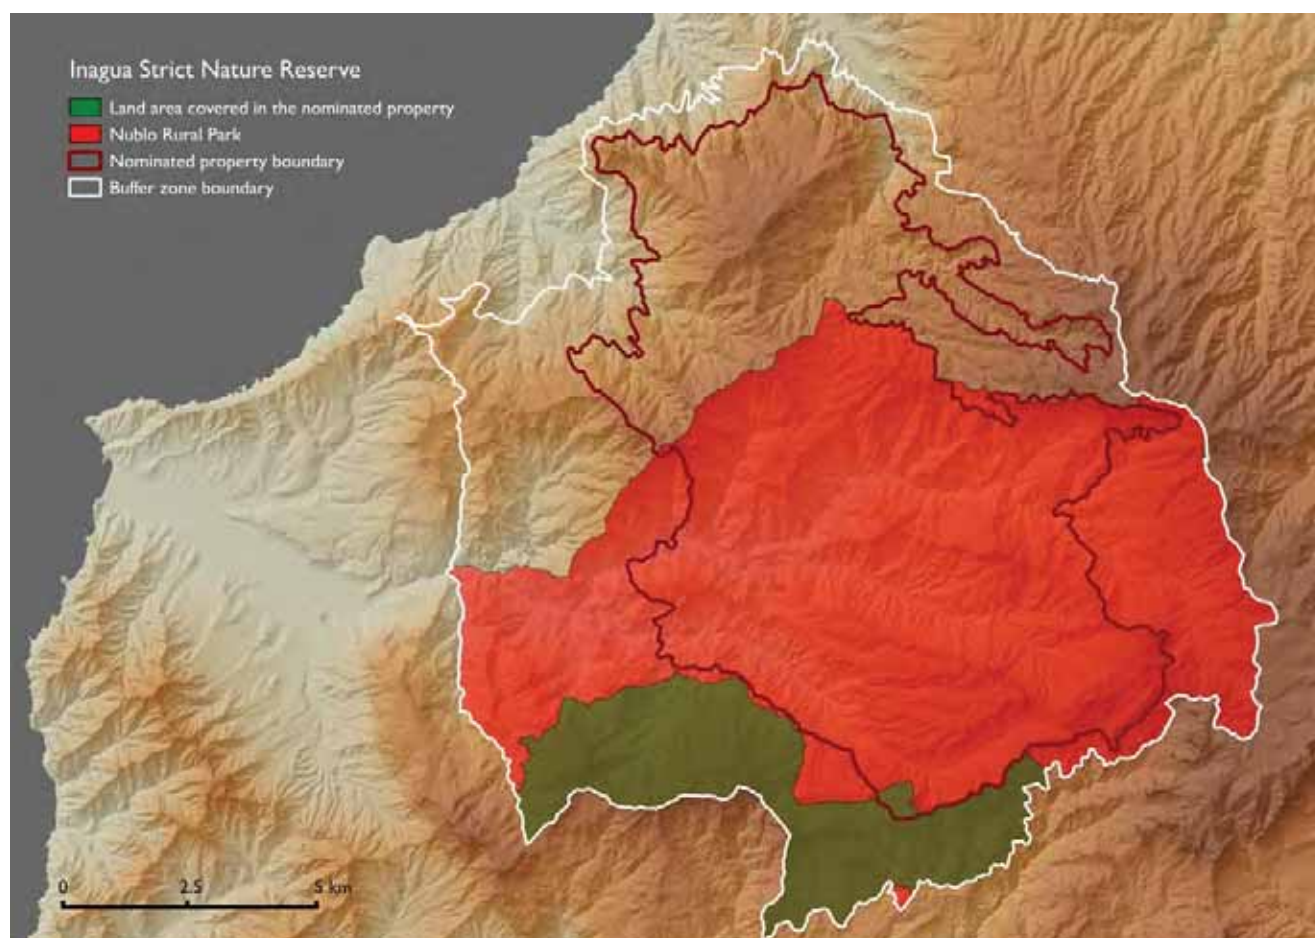 Inagua Strict Nature Reserve
Land area covered in the nominated property
Nublo Rural Park
Nominated property boundary
Buffer zone boundary
0 2.5 5 km